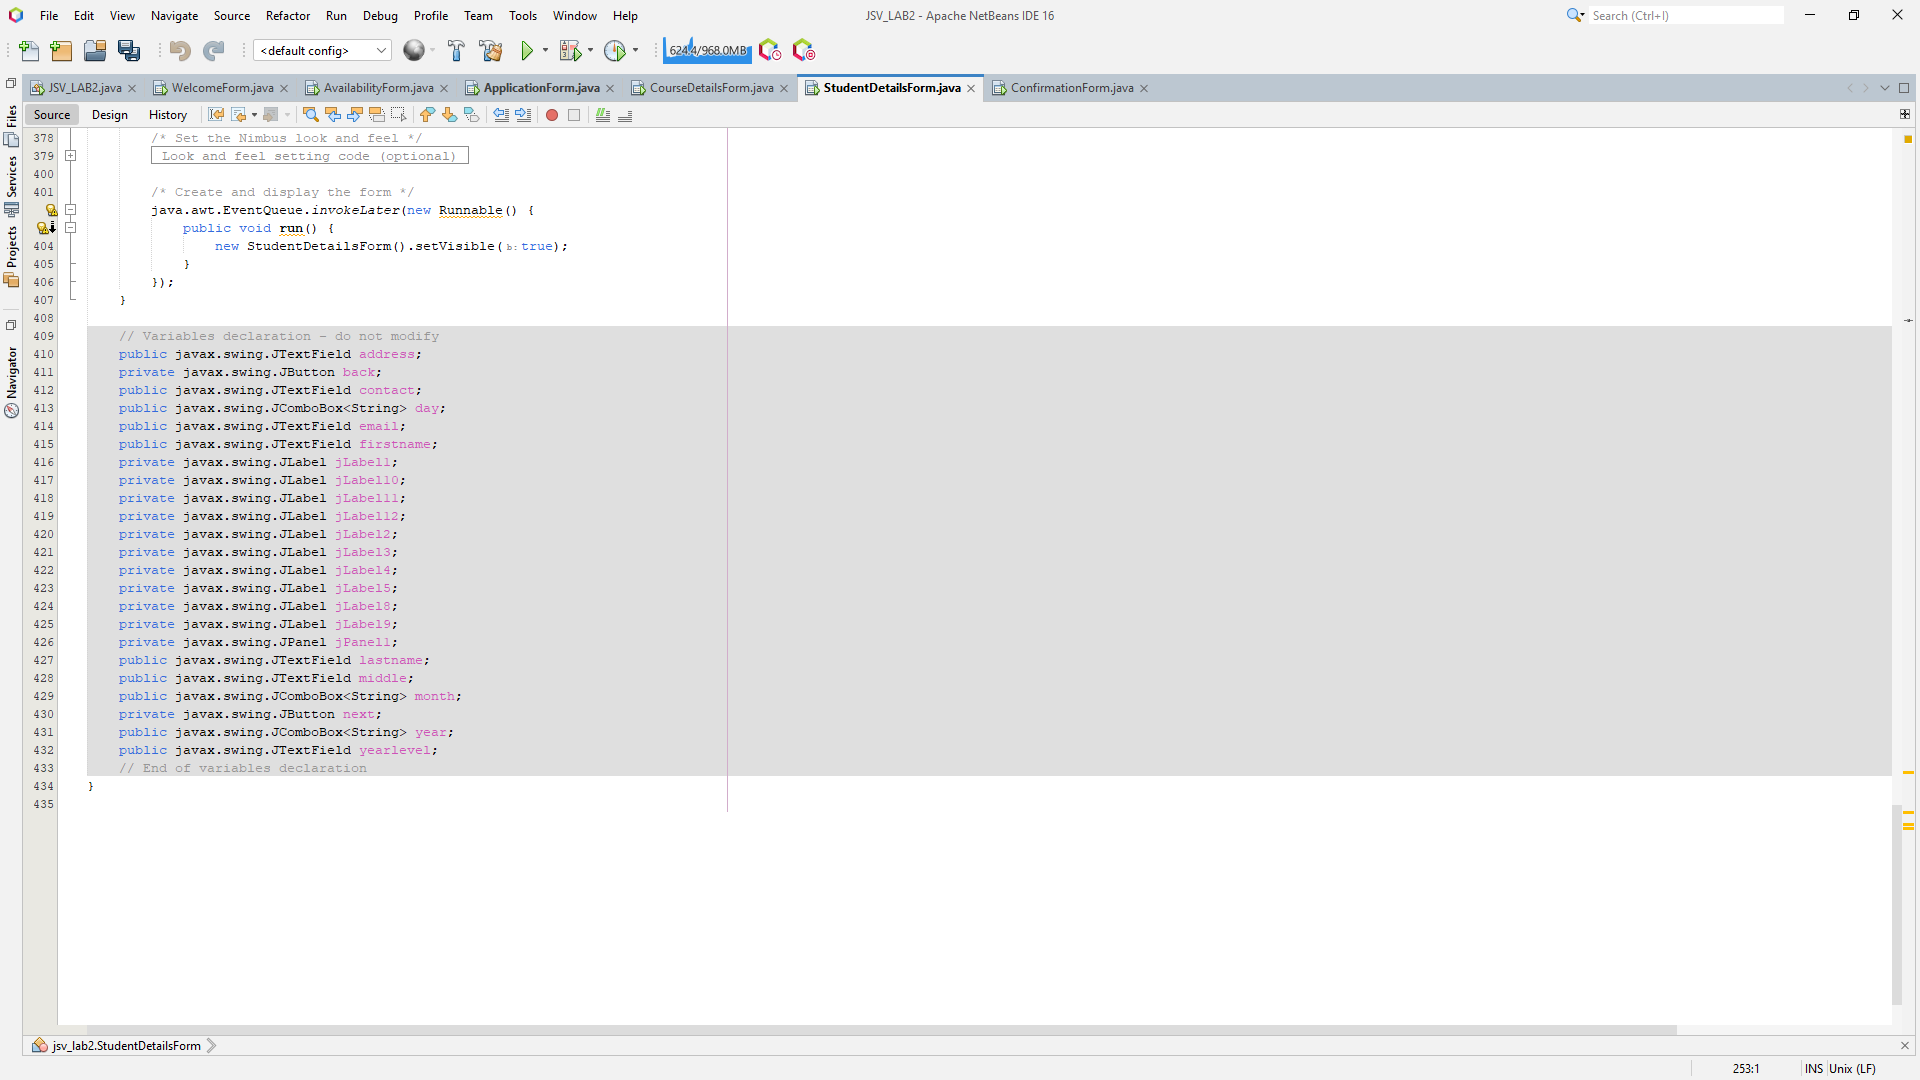 File Edit View Navigate Source Refactor Run Debug Profile Team Tools Window Help
JSV_LAB2 - Apache NetBeans IDE 16
Search (Ctrl+I)
<default config>
624.4/968.0MB
JSV_LAB2.java
WelcomeForm.java
AvailabilityForm.java
ApplicationForm.java
CourseDetailsForm.java
StudentDetailsForm.java
ConfirmationForm.java
Source Design History
Files
Services
Projects
Navigator
378 /* Set the Nimbus look and feel */
379 Look and feel setting code (optional)
400
401 /* Create and display the form */
java.awt.EventQueue.invokeLater(new Runnable() {
public void run() {
404 new StudentDetailsForm().setVisible(b:true);
405 }
406 });
407 }
408
409 // Variables declaration - do not modify
410 public javax.swing.JTextField address;
411 private javax.swing.JButton back;
412 public javax.swing.JTextField contact;
413 public javax.swing.JComboBox<String> day;
414 public javax.swing.JTextField email;
415 public javax.swing.JTextField firstname;
416 private javax.swing.JLabel jLabel1;
417 private javax.swing.JLabel jLabel10;
418 private javax.swing.JLabel jLabel11;
419 private javax.swing.JLabel jLabel12;
420 private javax.swing.JLabel jLabel2;
421 private javax.swing.JLabel jLabel3;
422 private javax.swing.JLabel jLabel4;
423 private javax.swing.JLabel jLabel5;
424 private javax.swing.JLabel jLabel8;
425 private javax.swing.JLabel jLabel9;
426 private javax.swing.JPanel jPanel1;
427 public javax.swing.JTextField lastname;
428 public javax.swing.JTextField middle;
429 public javax.swing.JComboBox<String> month;
430 private javax.swing.JButton next;
431 public javax.swing.JComboBox<String> year;
432 public javax.swing.JTextField yearlevel;
433 // End of variables declaration
434 }
435
jsv_lab2.StudentDetailsForm
253:1 INS Unix (LF)